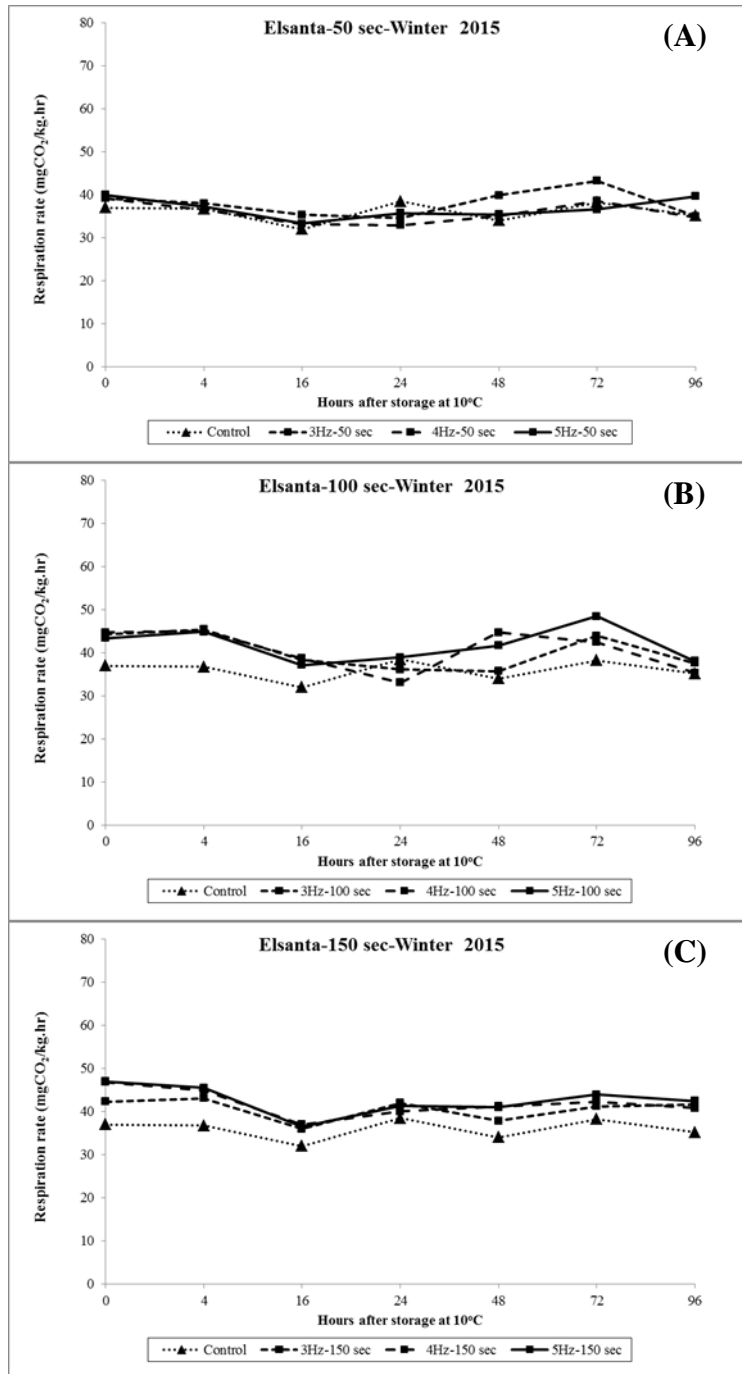 Elsanta-50 sec-Winter 2015
(A)
Respiration rate (mgCO₂/kg.hr)
80
70
60
50
40
30
20
10
0
0 4 16 24 48 72 96
Hours after storage at 10°C
Control 3Hz-50 sec 4Hz-50 sec 5Hz-50 sec
Elsanta-100 sec-Winter 2015
(B)
Respiration rate (mgCO₂/kg.hr)
80
70
60
50
40
30
20
10
0
0 4 16 24 48 72 96
Hours after storage at 10°C
Control 3Hz-100 sec 4Hz-100 sec 5Hz-100 sec
Elsanta-150 sec-Winter 2015
(C)
Respiration rate (mgCO₂/kg.hr)
80
70
60
50
40
30
20
10
0
0 4 16 24 48 72 96
Hours after storage at 10°C
Control 3Hz-150 sec 4Hz-150 sec 5Hz-150 sec